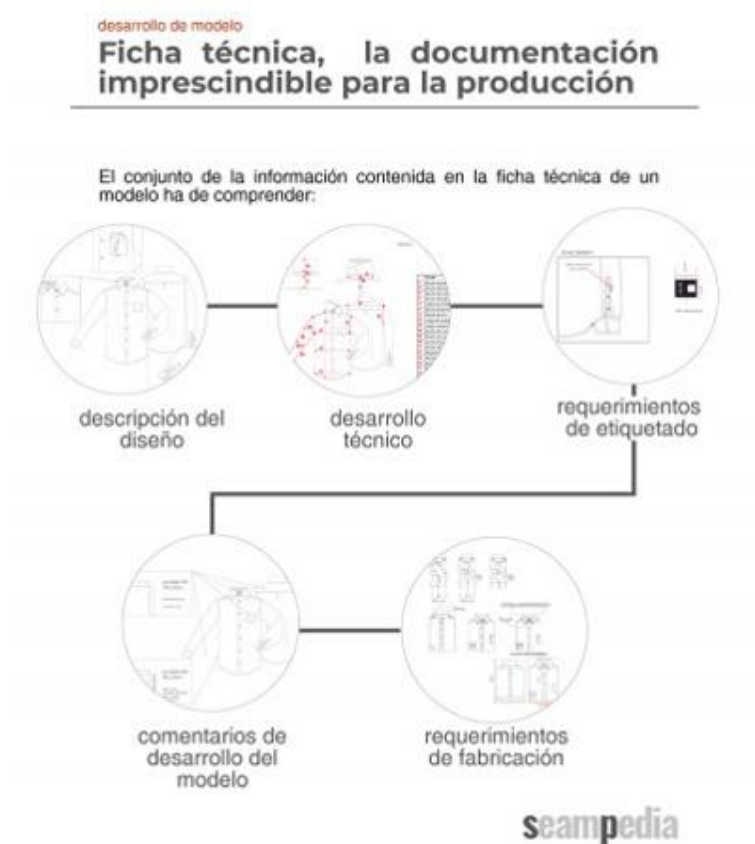 desarrollo de modelo
Ficha técnica, la documentación
imprescindible para la producción
El conjunto de la información contenida en la ficha técnica de un
modelo ha de comprender:
descripción del
diseño
desarrollo
técnico
requerimientos
de etiquetado
comentarios de
desarrollo del
modelo
requerimientos
de fabricación
seampedia